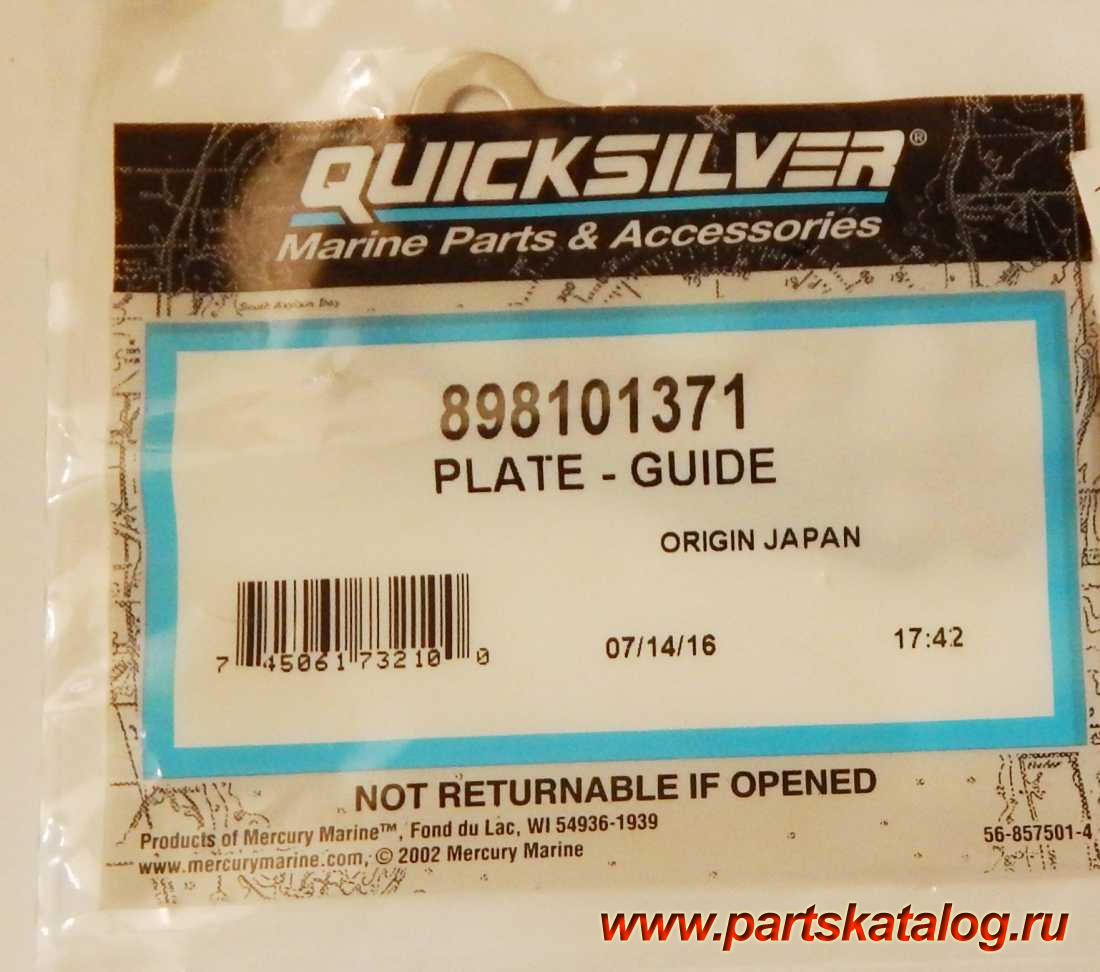 QUICKSILVER®
Marine Parts & Accessories
898101371
PLATE - GUIDE
ORIGIN JAPAN
7 45061 73210 0
07/14/16 17:42
NOT RETURNABLE IF OPENED
Products of Mercury Marine™, Fond du Lac, WI 54936-1939
www.mercurymarine.com, © 2002 Mercury Marine
56-857501-4
www.partskatalog.ru